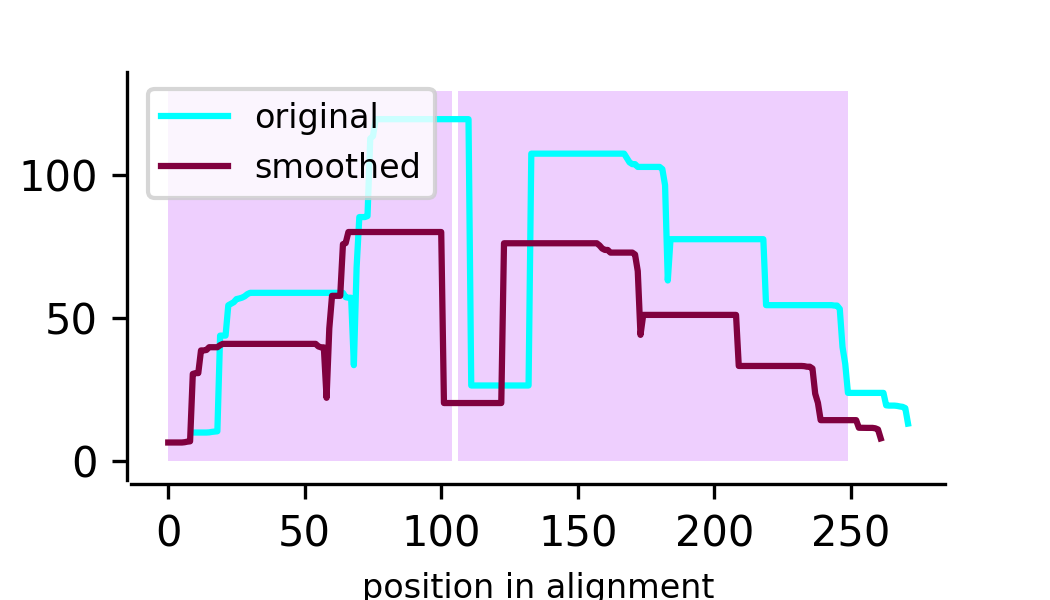 original
smoothed
100
50
0
0 50 100 150 200 250
position in alignment